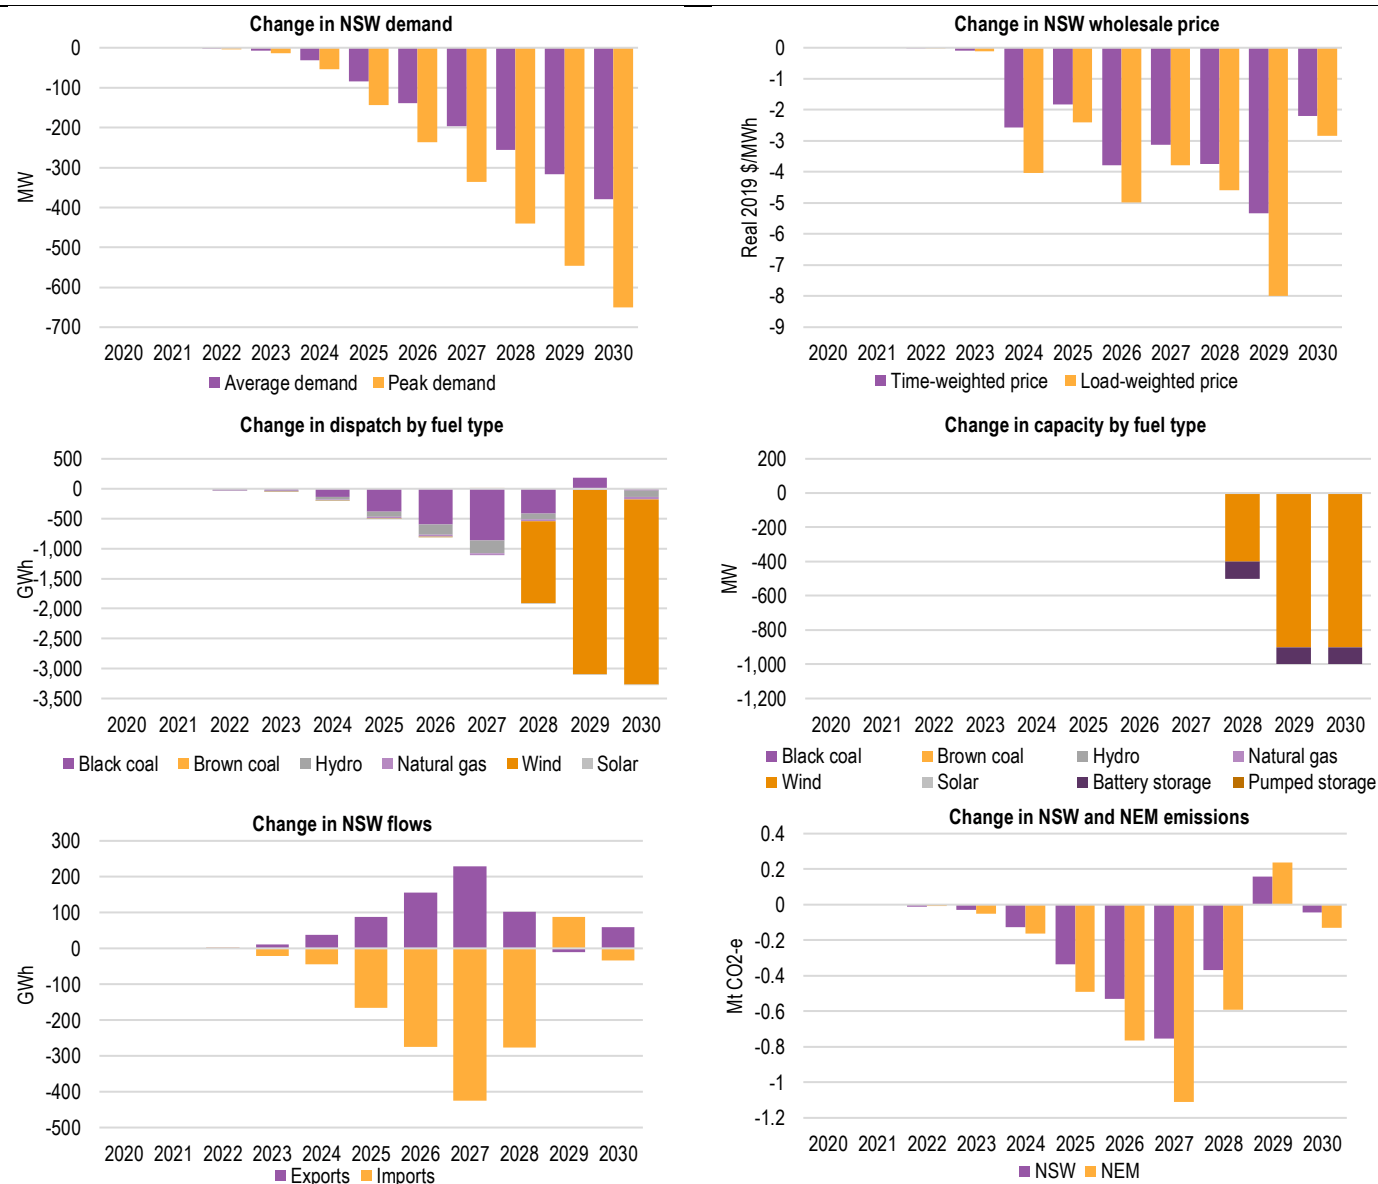 Change in NSW demand
0
-100
-200
-300
-400
-500
-600
-700
MW
2020 2021 2022 2023 2024 2025 2026 2027 2028 2029 2030
Average demand Peak demand
Change in NSW wholesale price
0
-1
-2
-3
-4
-5
-6
-7
-8
-9
Real 2019 $/MWh
2020 2021 2022 2023 2024 2025 2026 2027 2028 2029 2030
Time-weighted price Load-weighted price
Change in dispatch by fuel type
500
0
-500
-1,000
-1,500
-2,000
-2,500
-3,000
-3,500
GWh
2020 2021 2022 2023 2024 2025 2026 2027 2028 2029 2030
Black coal Brown coal Hydro Natural gas Wind Solar
Change in capacity by fuel type
200
0
-200
-400
-600
-800
-1,000
-1,200
MW
2020 2021 2022 2023 2024 2025 2026 2027 2028 2029 2030
Black coal Brown coal Hydro Natural gas
Wind Solar Battery storage Pumped storage
Change in NSW flows
300
200
100
0
-100
-200
-300
-400
-500
GWh
2020 2021 2022 2023 2024 2025 2026 2027 2028 2029 2030
Exports Imports
Change in NSW and NEM emissions
0.4
0.2
0
-0.2
-0.4
-0.6
-0.8
-1
-1.2
Mt CO2-e
2020 2021 2022 2023 2024 2025 2026 2027 2028 2029 2030
NSW NEM